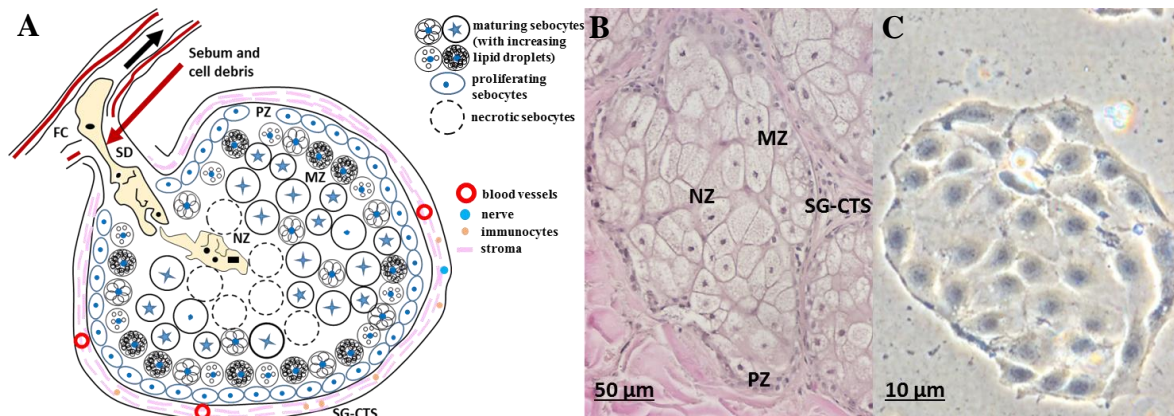 A
Sebum and
cell debris
FC
SD
PZ
MZ
NZ
SG-CTS
maturing sebocytes
(with increasing
lipid droplets)
proliferating
sebocytes
necrotic sebocytes
blood vessels
nerve
immunocytes
stroma
B
MZ
NZ
SG-CTS
PZ
50 µm
C
10 µm